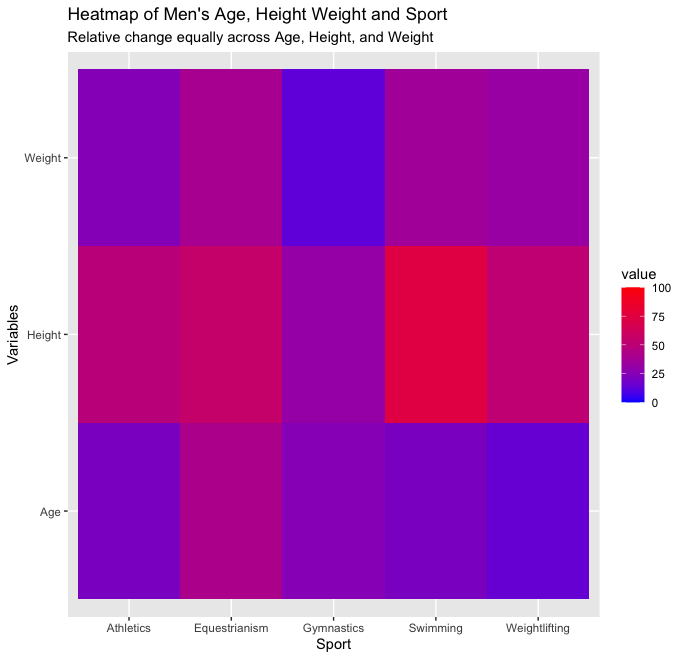 Heatmap of Men's Age, Height Weight and Sport
Relative change equally across Age, Height, and Weight
Variables
Weight
Height
Age
Athletics
Equestrianism
Gymnastics
Swimming
Weightlifting
Sport
value
100
75
50
25
0